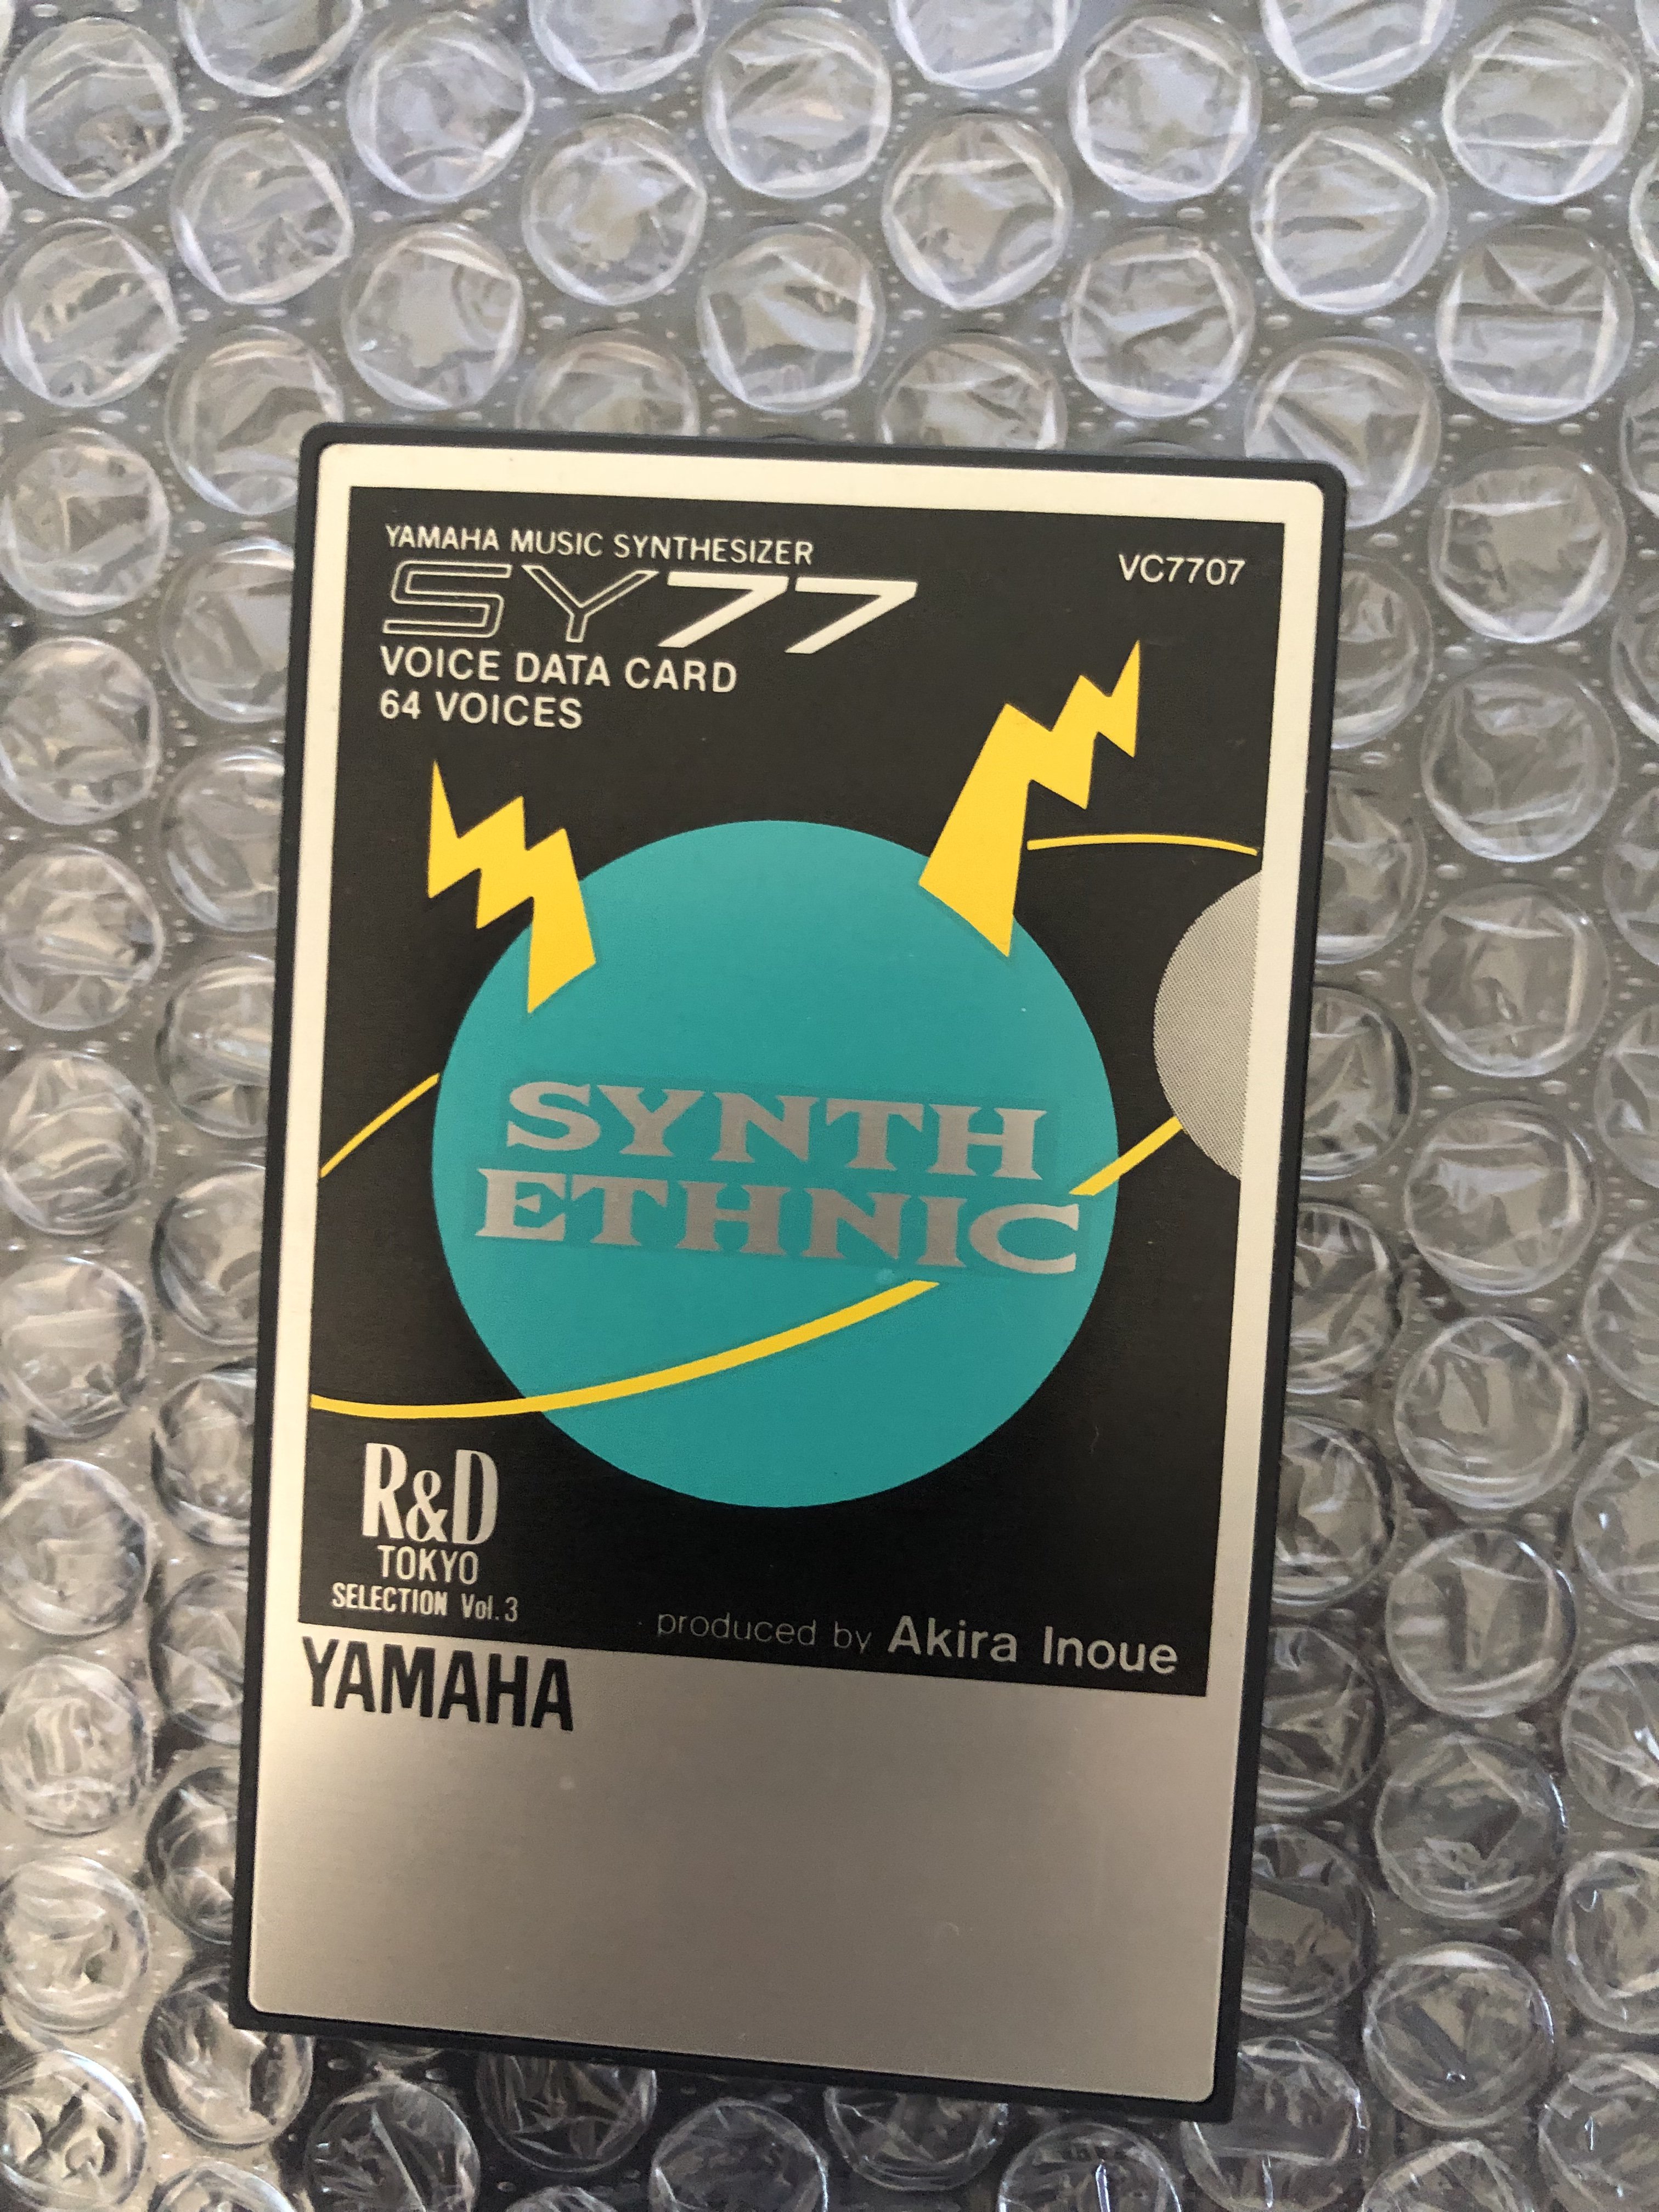 YAMAHA MUSIC SYNTHESIZER
SY77
VC7707
VOICE DATA CARD
64 VOICES
SYNTH
ETHNIC
R&D
TOKYO
SELECTION Vol.3
produced by Akira Inoue
YAMAHA